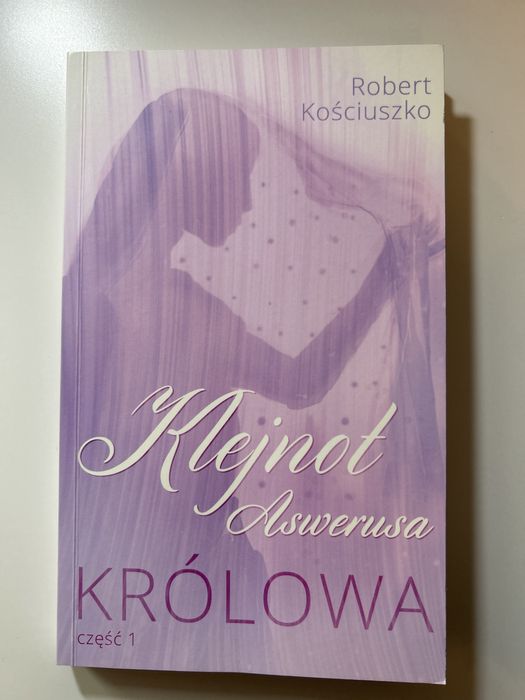 Robert
Kościuszko
Klejnot
Aswerusa
KRÓLOWA
część 1